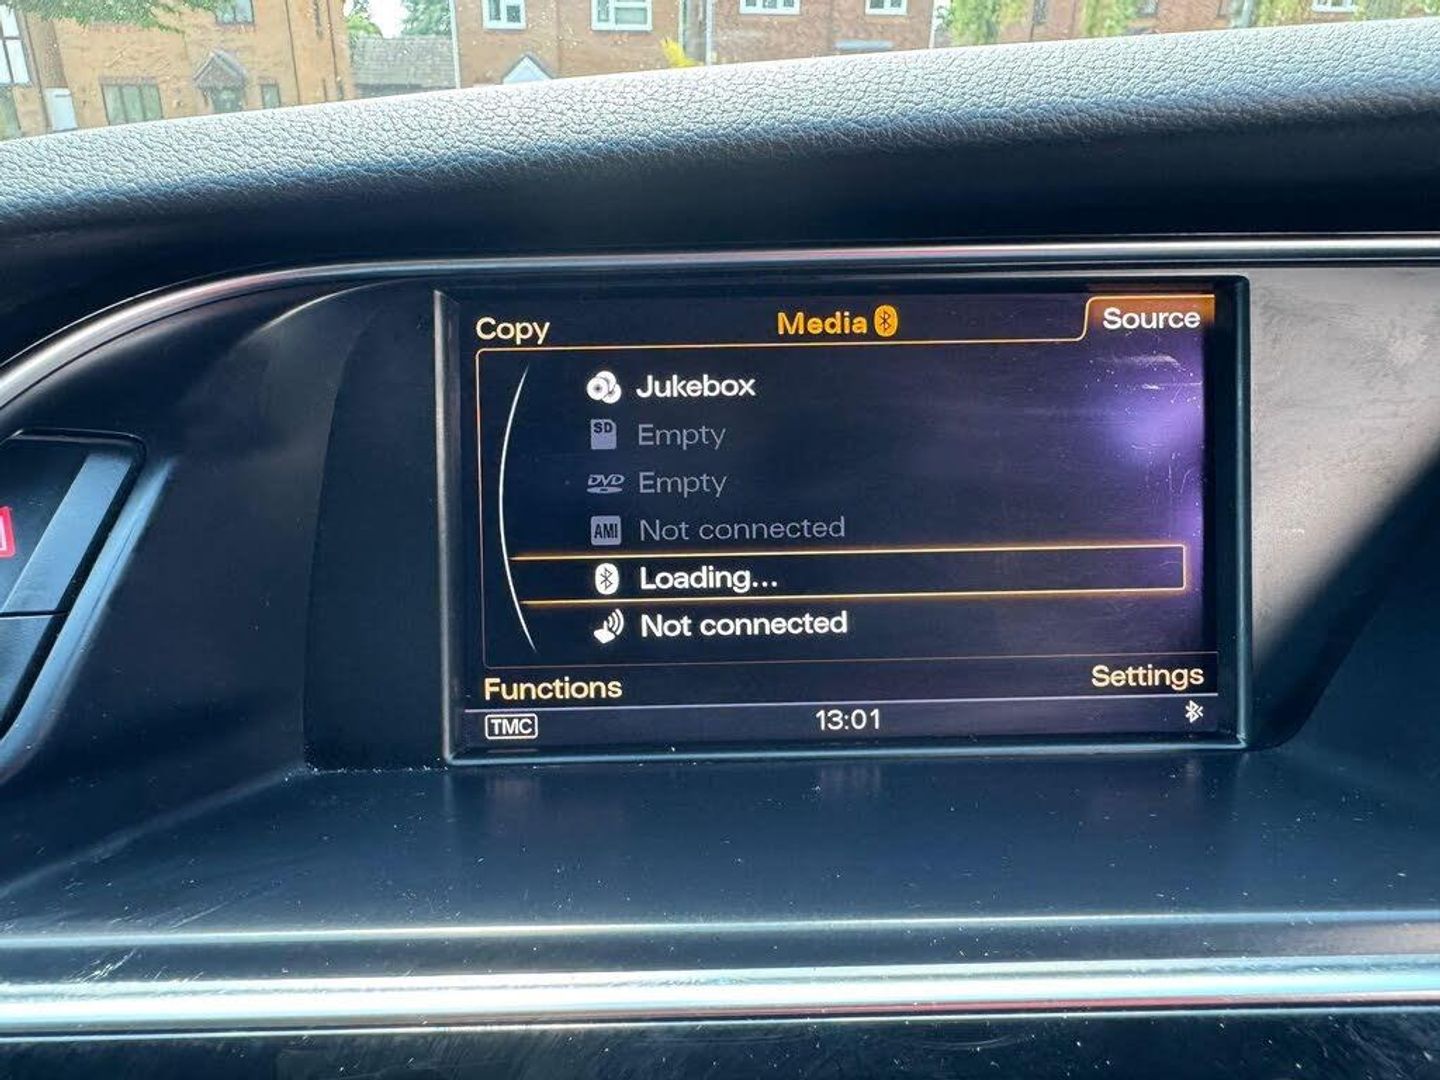 Copy Media Source
Jukebox
SD Empty
DVD Empty
AMI Not connected
Loading...
Not connected
Functions Settings
TMC 13:01